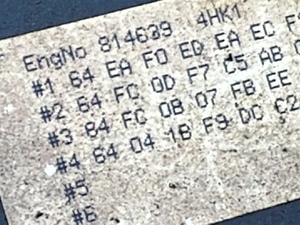 EngNo 814639 4HK1
#1 64 EA F0 ED EA EC F
#2 64 FC 0D F7 C5 AB
#3 64 FC 0B 07 FB EE
#4 64 04 1B F9 DC C2
#5
#6